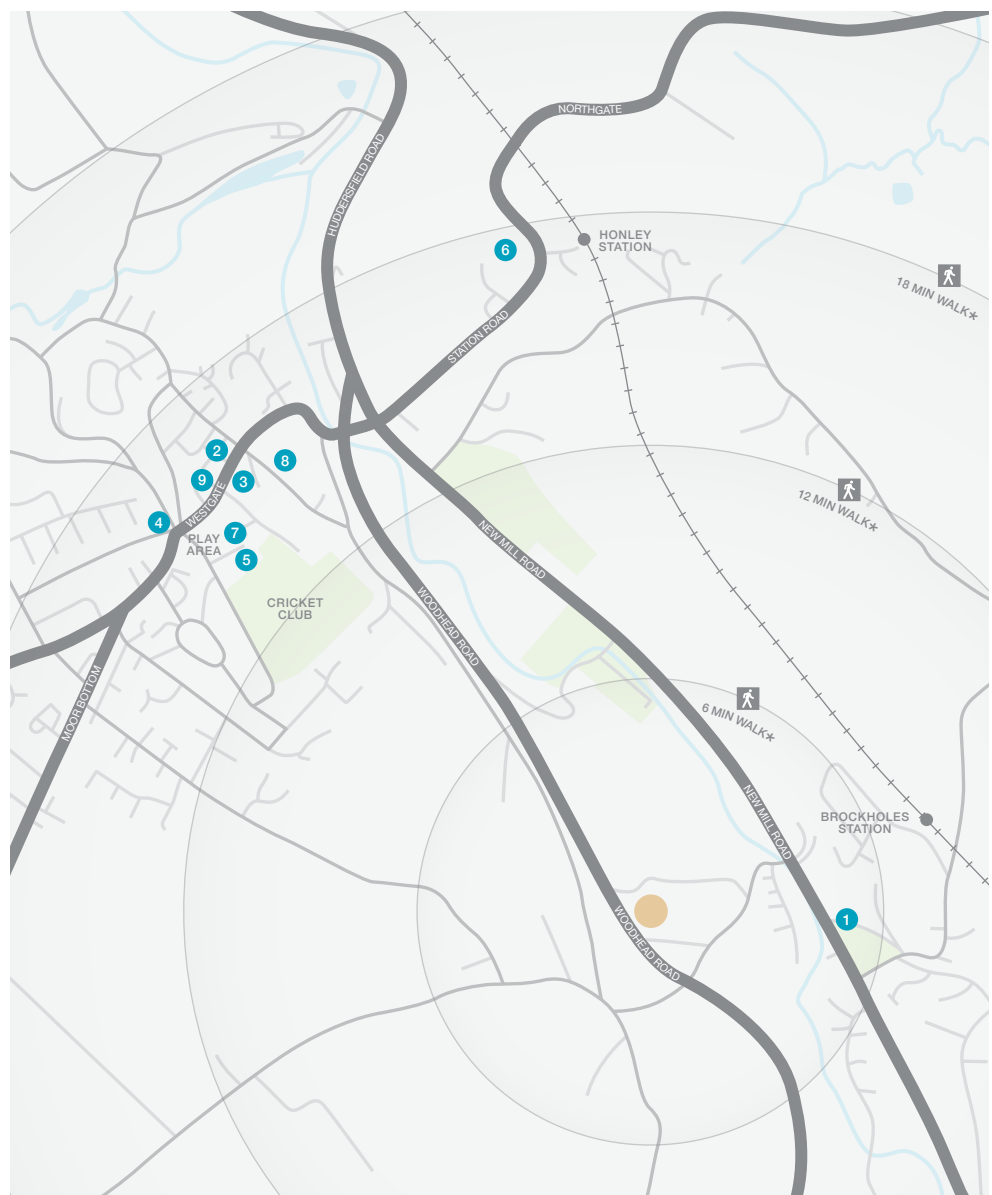 NORTHGATE
HUDDERSFIELD ROAD
HONLEY
STATION
6
18 MIN WALK*
STATION ROAD
2
8
9
3
WESTGATE
4
7
PLAY
AREA
5
12 MIN WALK*
NEW MILL ROAD
CRICKET
CLUB
WOODHEAD ROAD
MOOR BOTTOM
6 MIN WALK*
NEW MILL ROAD
BROCKHOLES
STATION
1
WOODHEAD ROAD